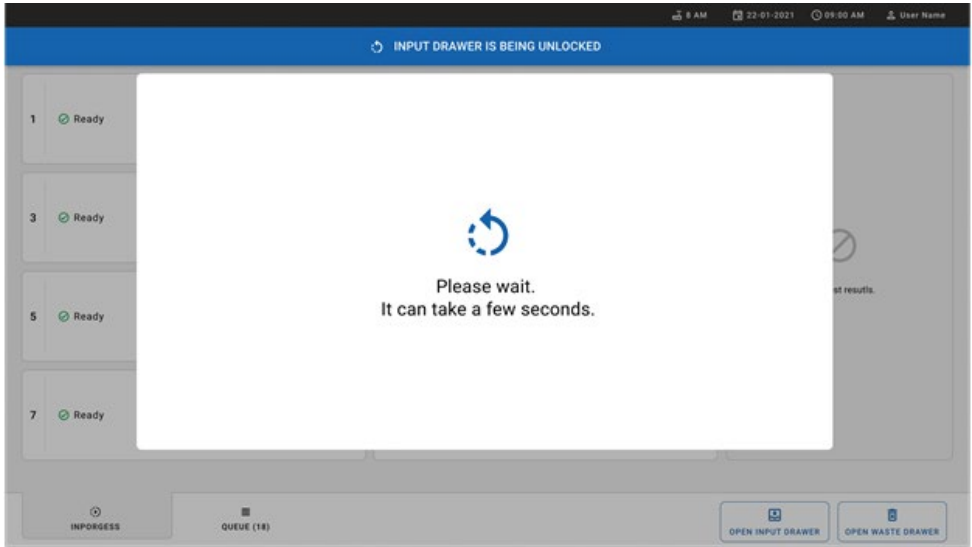 8 AM 22-01-2021 09:00 AM User Name
INPUT DRAWER IS BEING UNLOCKED
1 Ready
3 Ready
5 Ready
7 Ready
Please wait.
It can take a few seconds.
st resutls.
INPORGESS
QUEUE (18)
OPEN INPUT DRAWER
OPEN WASTE DRAWER